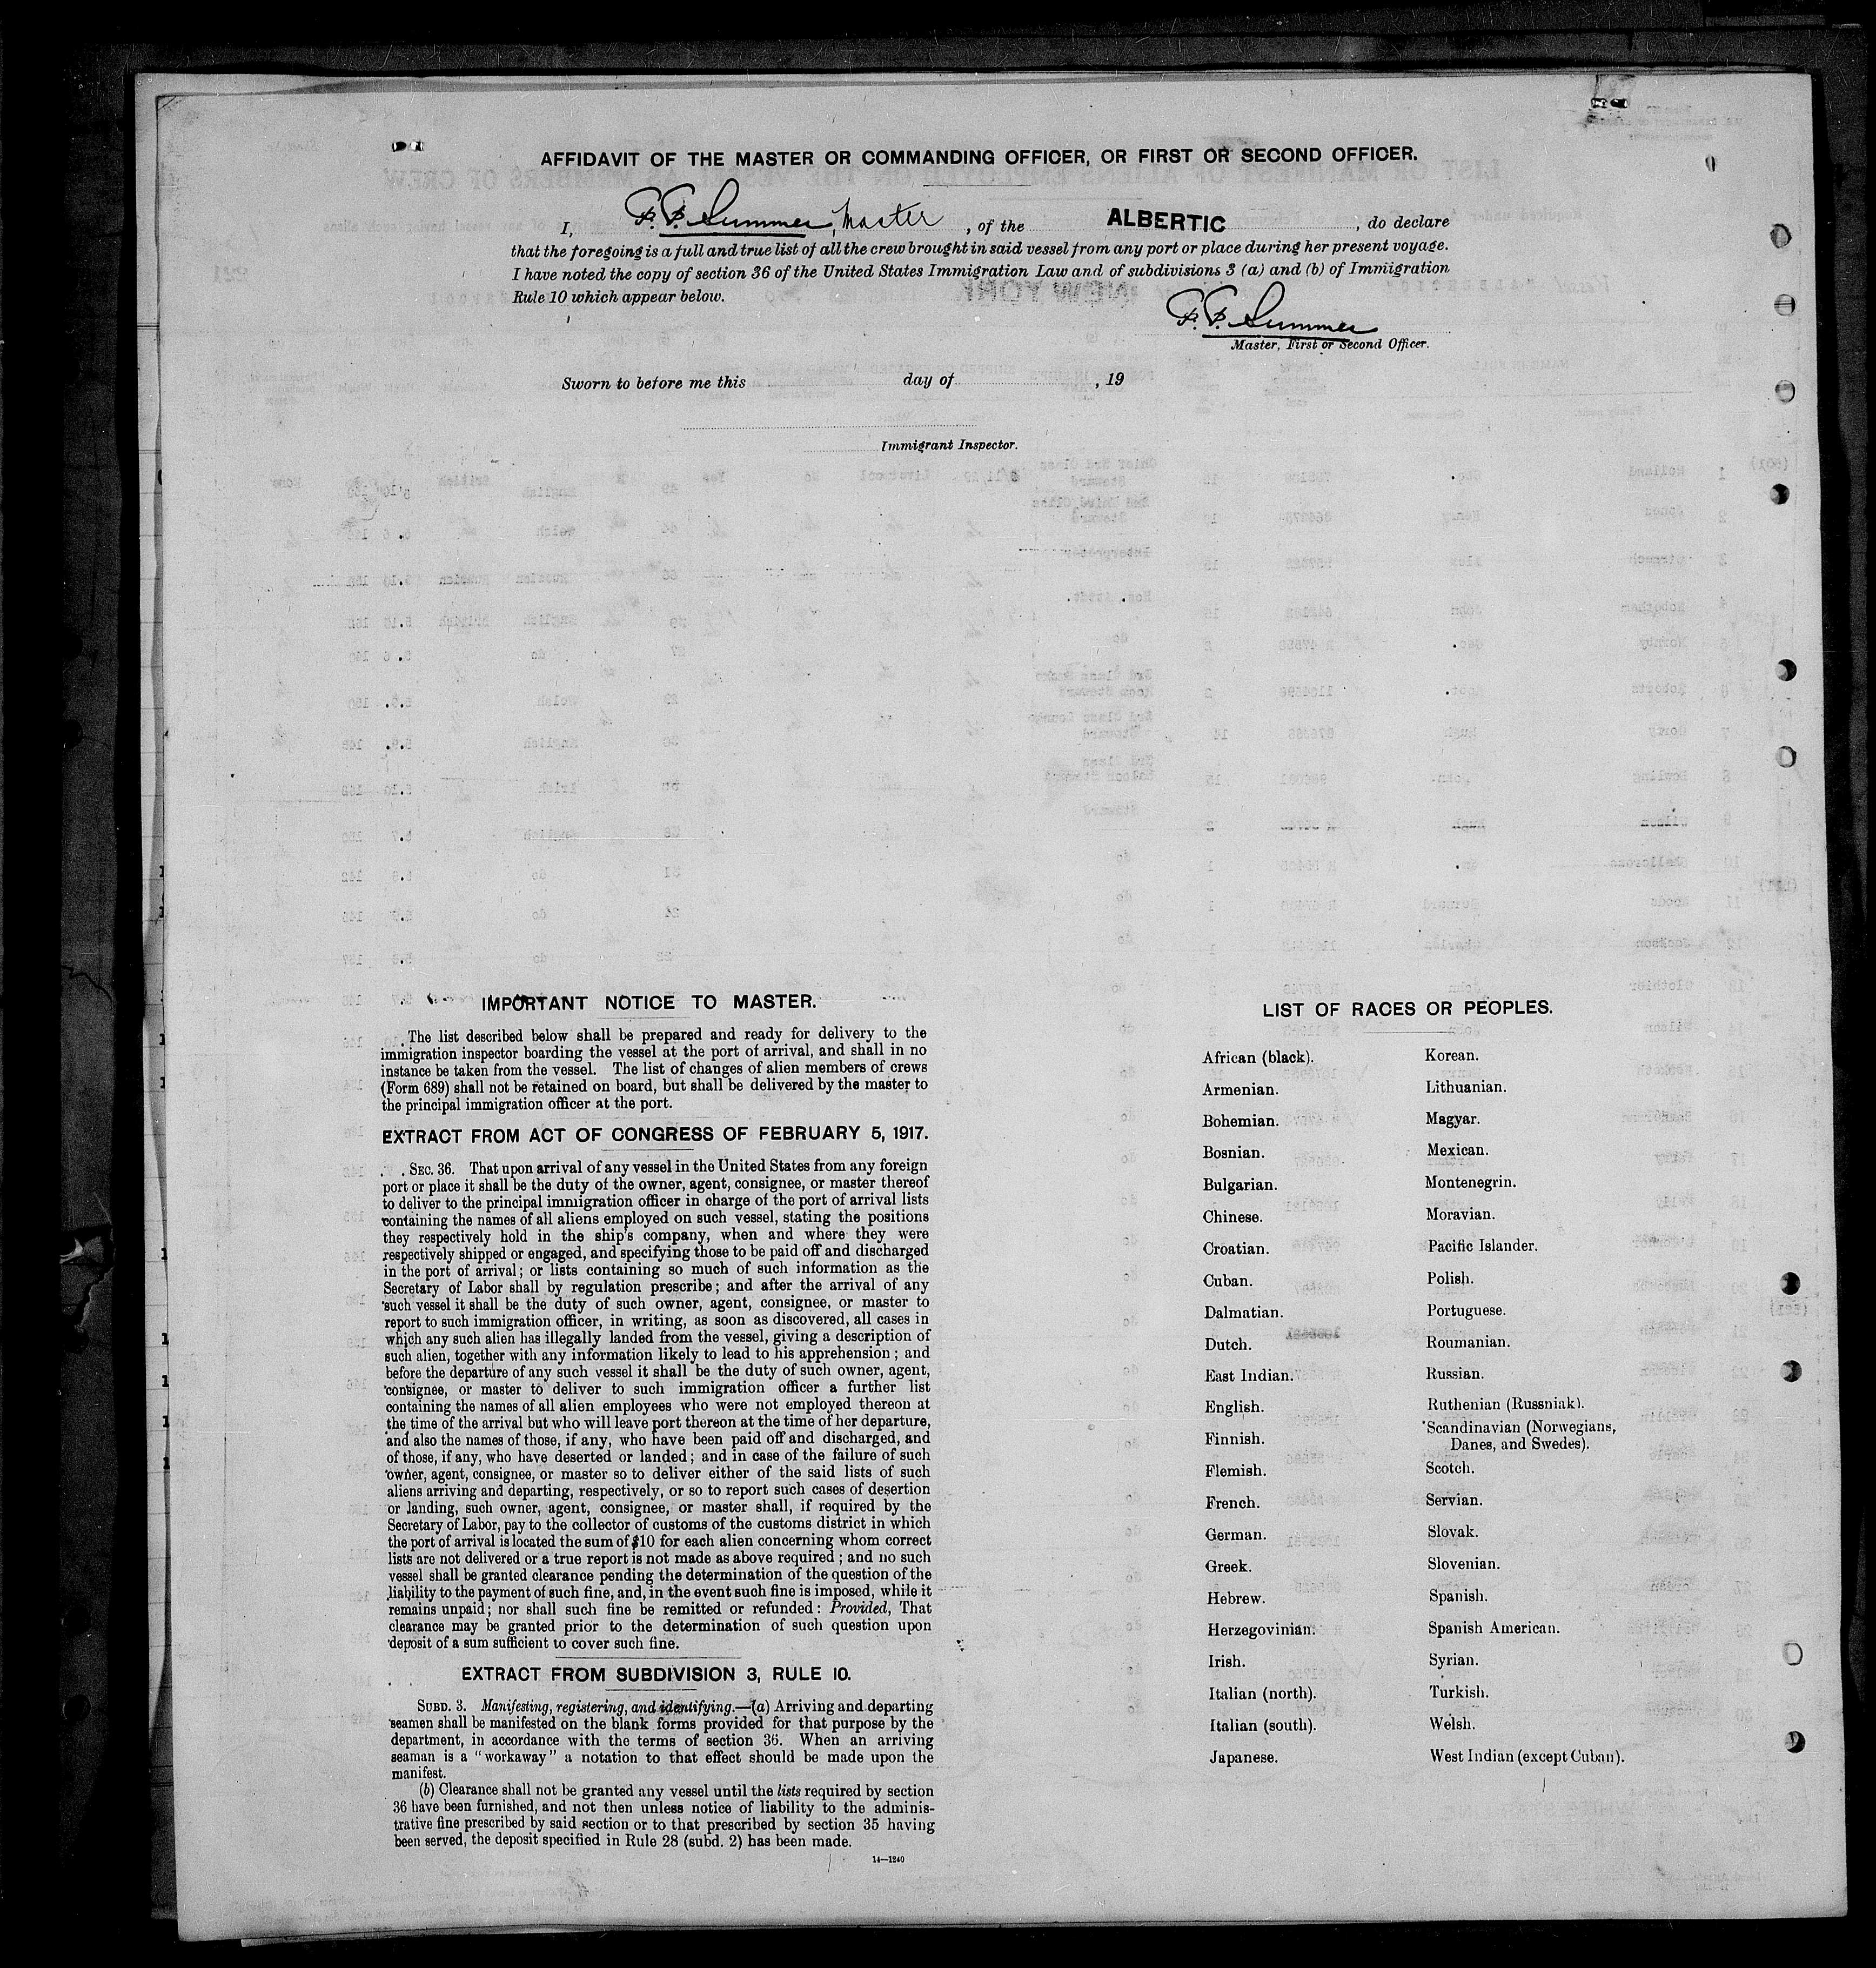 AFFIDAVIT OF THE MASTER OR COMMANDING OFFICER, OR FIRST OR SECOND OFFICER.
I, P. P. Summer, Master, of the ALBERTIC, do declare
that the foregoing is a full and true list of all the crew brought in said vessel from any port or place during her present voyage.
I have noted the copy of section 36 of the United States Immigration Law and of subdivisions 3 (a) and (b) of Immigration
Rule 10 which appear below.
NEW YORK
P. P. Summer
Master, First or Second Officer.
Sworn to before me this day of , 19
Immigrant Inspector.
IMPORTANT NOTICE TO MASTER.
The list described below shall be prepared and ready for delivery to the
immigration inspector boarding the vessel at the port of arrival, and shall in no
instance be taken from the vessel. The list of changes of alien members of crews
(Form 689) shall not be retained on board, but shall be delivered by the master to
the principal immigration officer at the port.
EXTRACT FROM ACT OF CONGRESS OF FEBRUARY 5, 1917.
SEC. 36. That upon arrival of any vessel in the United States from any foreign
port or place it shall be the duty of the owner, agent, consignee, or master thereof
to deliver to the principal immigration officer in charge of the port of arrival lists
containing the names of all aliens employed on such vessel, stating the positions
they respectively hold in the ship's company, when and where they were
respectively shipped or engaged, and specifying those to be paid off and discharged
in the port of arrival; or lists containing so much of such information as the
Secretary of Labor shall by regulation prescribe; and after the arrival of any
such vessel it shall be the duty of such owner, agent, consignee, or master to
report to such immigration officer, in writing, as soon as discovered, all cases in
which any such alien has illegally landed from the vessel, giving a description of
such alien, together with any information likely to lead to his apprehension; and
before the departure of any such vessel it shall be the duty of such owner, agent,
consignee, or master to deliver to such immigration officer a further list
containing the names of all alien employees who were not employed thereon at
the time of the arrival but who will leave port thereon at the time of her departure,
and also the names of those, if any, who have been paid off and discharged, and
of those, if any, who have deserted or landed; and in case of the failure of such
owner, agent, consignee, or master so to deliver either of the said lists of such
aliens arriving and departing, respectively, or so to report such cases of desertion
or landing, such owner, agent, consignee, or master shall, if required by the
Secretary of Labor, pay to the collector of customs of the customs district in which
the port of arrival is located the sum of $10 for each alien concerning whom correct
lists are not delivered or a true report is not made as above required; and no such
vessel shall be granted clearance pending the determination of the question of the
liability to the payment of such fine, and, in the event such fine is imposed, while it
remains unpaid; nor shall such fine be remitted or refunded: Provided, That
clearance may be granted prior to the determination of such question upon
deposit of a sum sufficient to cover such fine.
EXTRACT FROM SUBDIVISION 3, RULE 10.
SUBD. 3. Manifesting, registering, and identifying.—(a) Arriving and departing
seamen shall be manifested on the blank forms provided for that purpose by the
department, in accordance with the terms of section 36. When an arriving
seaman is a "workaway" a notation to that effect should be made upon the
manifest.
(b) Clearance shall not be granted any vessel until the lists required by section
36 have been furnished, and not then unless notice of liability to the adminis-
trative fine prescribed by said section or to that prescribed by section 35 having
been served, the deposit specified in Rule 28 (subd. 2) has been made.
14—1240
LIST OF RACES OR PEOPLES.
African (black).
Armenian.
Bohemian.
Bosnian.
Bulgarian.
Chinese.
Croatian.
Cuban.
Dalmatian.
Dutch.
East Indian.
English.
Finnish.
Flemish.
French.
German.
Greek.
Hebrew.
Herzegovinian.
Irish.
Italian (north).
Italian (south).
Japanese.
Korean.
Lithuanian.
Magyar.
Mexican.
Montenegrin.
Moravian.
Pacific Islander.
Polish.
Portuguese.
Roumanian.
Russian.
Ruthenian (Russniak).
Scandinavian (Norwegians,
Danes, and Swedes).
Scotch.
Servian.
Slovak.
Slovenian.
Spanish.
Spanish American.
Syrian.
Turkish.
Welsh.
West Indian (except Cuban).